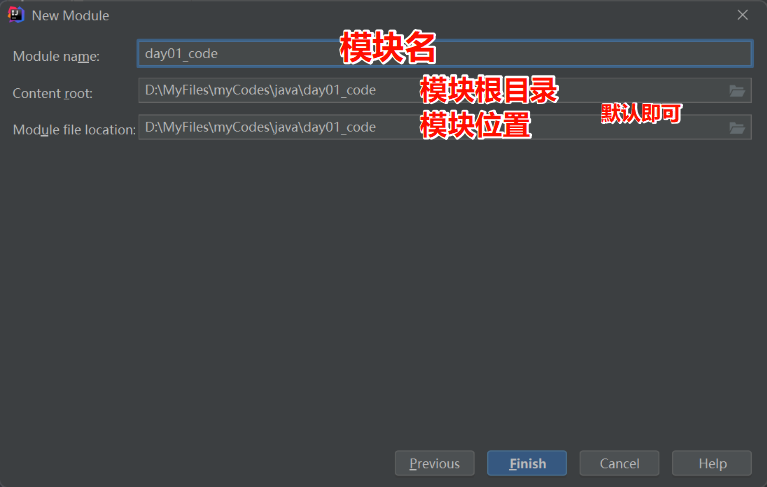 New Module
Module name: day01_code 模块名
Content root: D:\MyFiles\myCodes\java\day01_code 模块根目录
默认即可
Module file location: D:\MyFiles\myCodes\java\day01_code 模块位置
Previous Finish Cancel Help